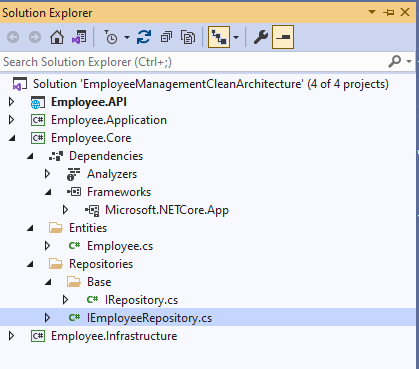 Solution Explorer
Search Solution Explorer (Ctrl+;)
Solution 'EmployeeManagementCleanArchitecture' (4 of 4 projects)
Employee.API
C# Employee.Application
C# Employee.Core
Dependencies
Analyzers
Frameworks
Microsoft.NETCore.App
Entities
C# Employee.cs
Repositories
Base
C# IRepository.cs
C# IEmployeeRepository.cs
C# Employee.Infrastructure